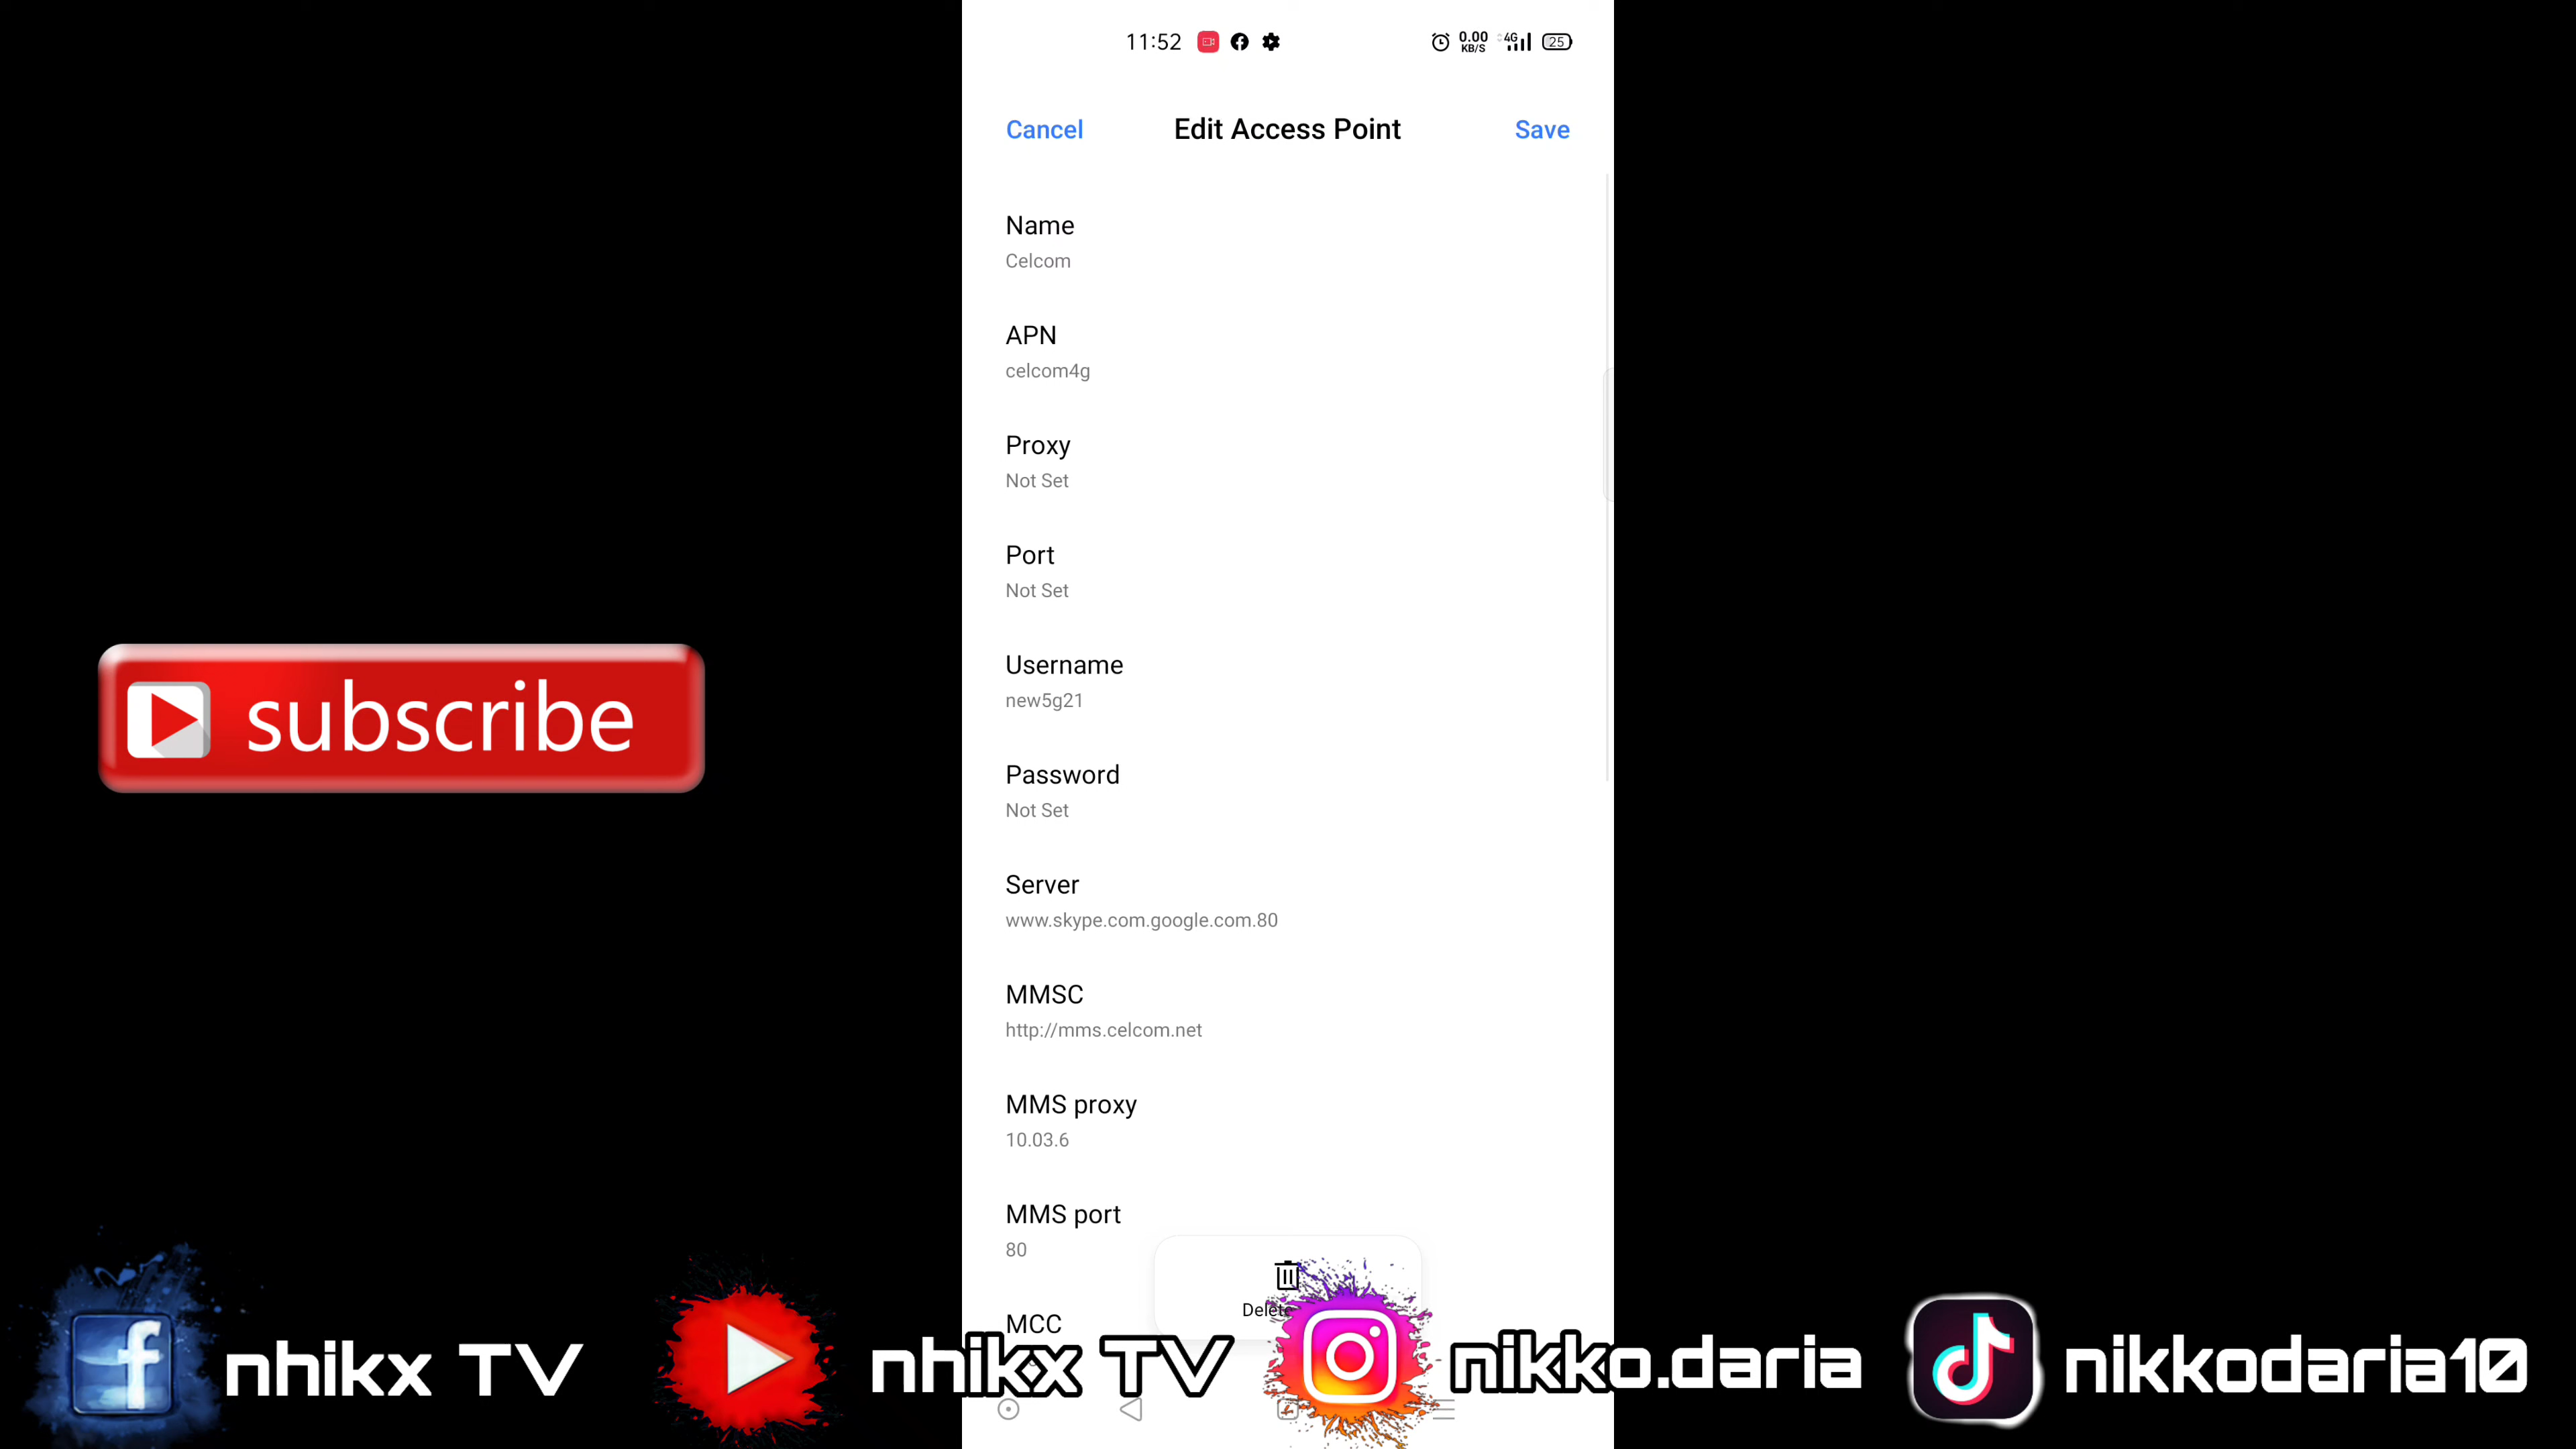 11:52 0.00 KB/S 4G 25
Cancel Edit Access Point Save
Name
Celcom
APN
celcom4g
Proxy
Not Set
Port
Not Set
Username
new5g21
Password
Not Set
Server
www.skype.com.google.com.80
MMSC
http://mms.celcom.net
MMS proxy
10.03.6
MMS port
80
Delete
MCC
subscribe
nhikx TV nhikx TV nikko.daria nikkodaria10